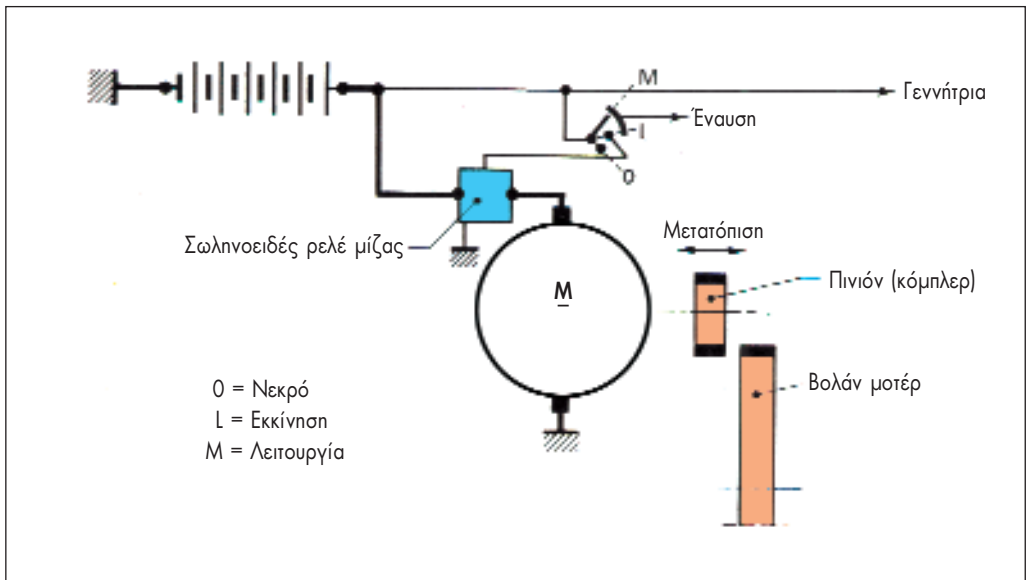 M
Γεννήτρια
Έναυση
L
0
Σωληνοειδές ρελέ μίζας
Μετατόπιση
M
Πινιόν (κόμπλερ)
Βολάν μοτέρ
0 = Νεκρό
L = Εκκίνηση
M = Λειτουργία